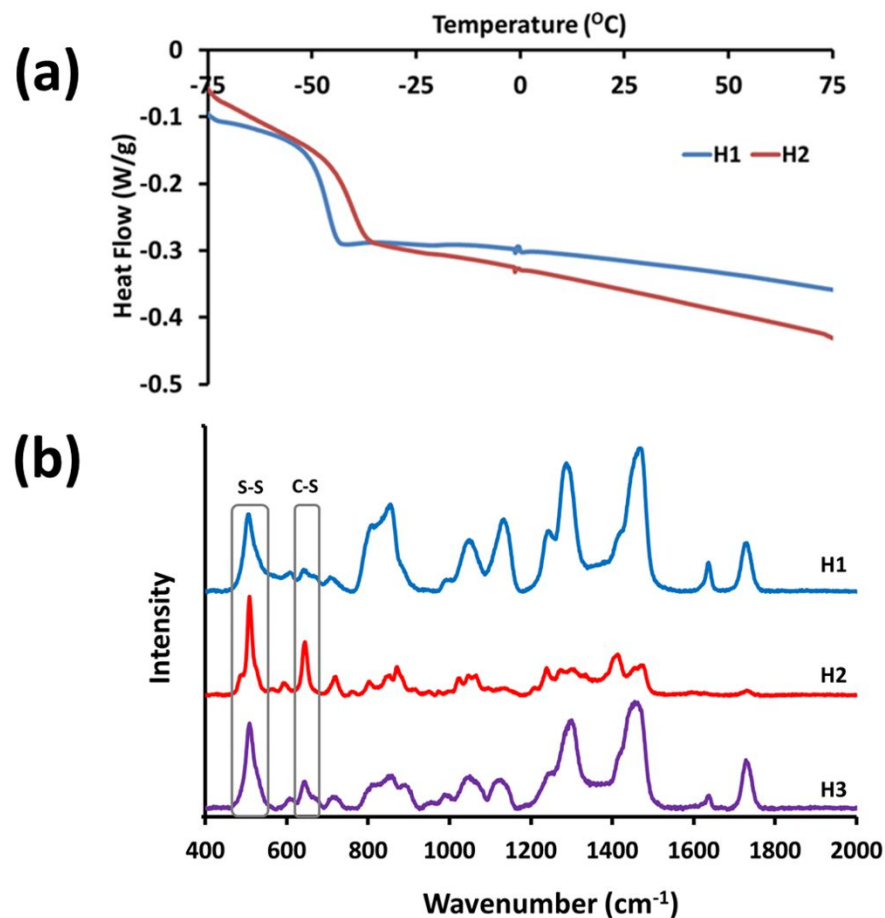 (a)
Temperature (ᴼC)
0
-75 -50 -25 0 25 50 75
-0.1
-0.2
-0.3
-0.4
-0.5
Heat Flow (W/g)
H1 H2
(b)
S-S C-S
H1
H2
H3
Intensity
400 600 800 1000 1200 1400 1600 1800 2000
Wavenumber (cm⁻¹)